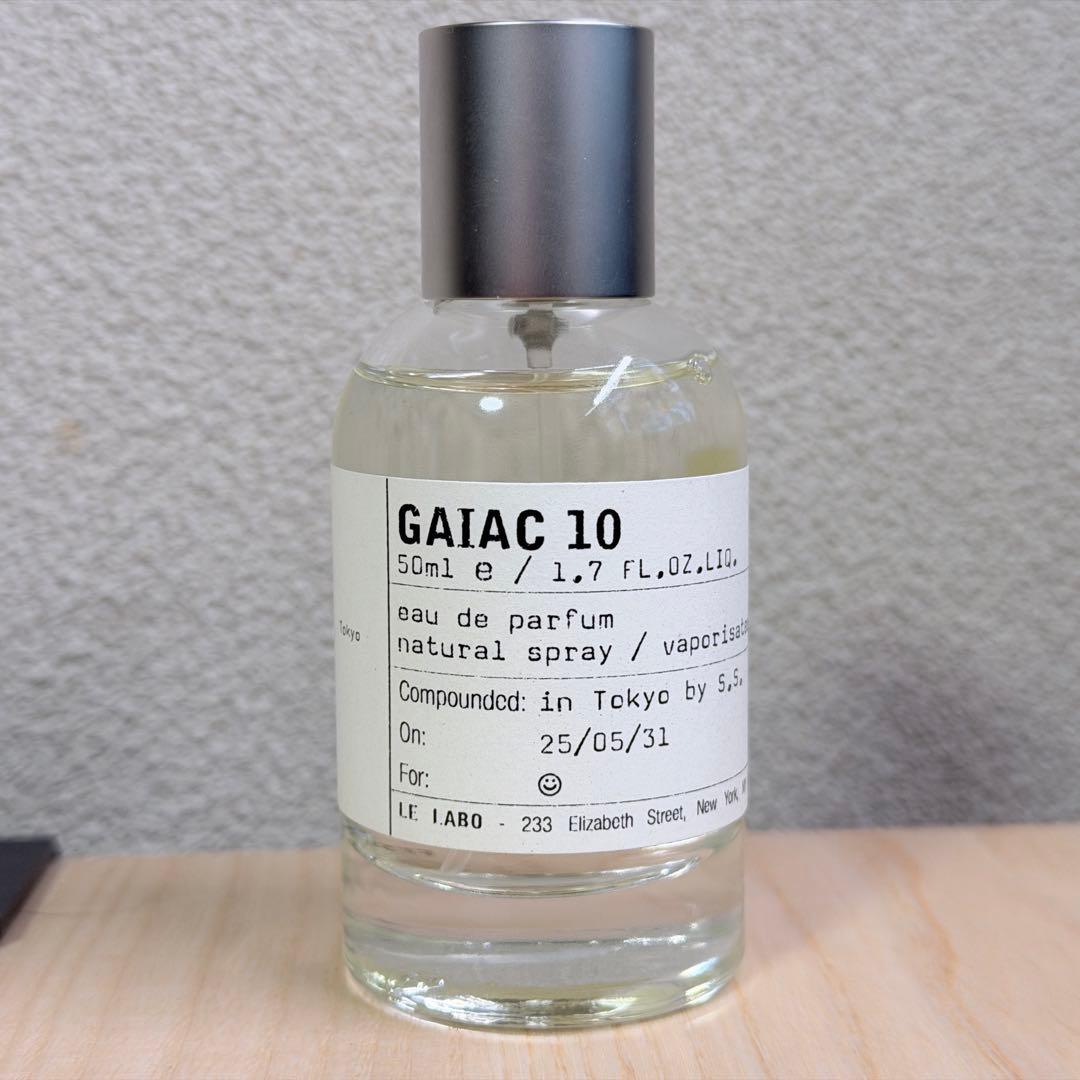 GAIAC 10
50ml e / 1.7 FL.OZ.LIQ.
eau de parfum
natural spray /
Compounded: in Tokyo by S.S.
On: 25/05/31
For: ☺
LE LABO - 233 Elizabeth Street, New York,
Tokyo